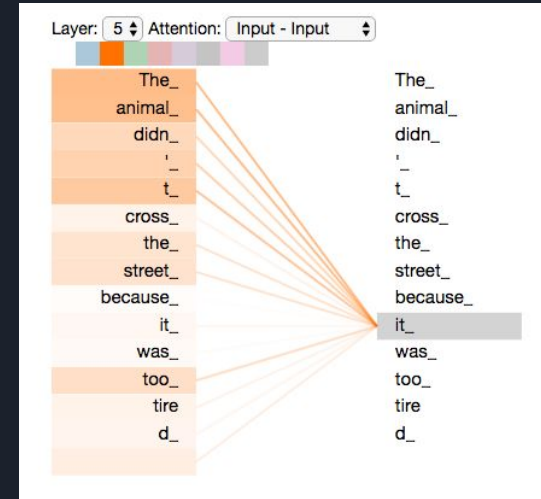 Layer: 5 Attention: Input - Input
The_ The_
animal_ animal_
didn_ didn_
'_ '_
t_ t_
cross_ cross_
the_ the_
street_ street_
because_ because_
it_ it_
was_ was_
too_ too_
tire tire
d_ d_